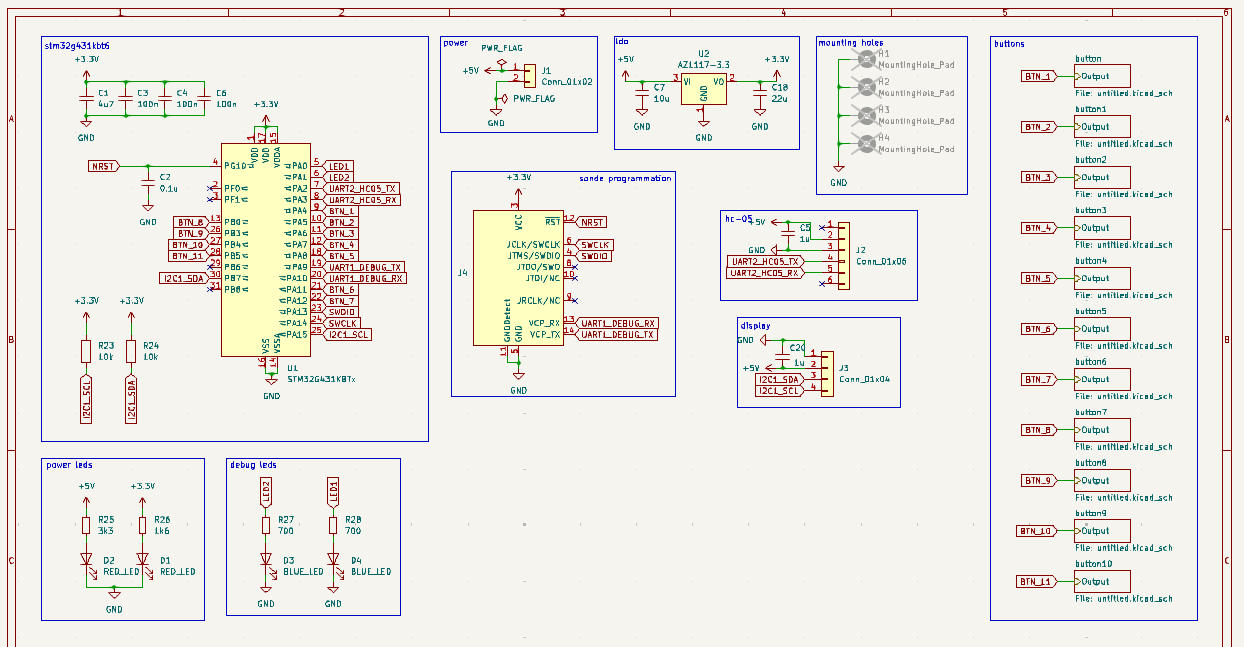 1 2 3 4 5 6
A
B
C
A
B
C
stm32g431kbt6
+3.3V
C1
4u7
C3
100n
C4
100n
C6
100n
GND
+3.3V
1
17
15
VDD
VDD
VDDA
NRST
4
PG10
C2
0.1u
GND
2
PF0
3
PF1
BTN_8
13
PB0
BTN_9
26
PB3
BTN_10
27
PB4
BTN_11
28
PB5
29
PB6
I2C1_SDA
30
PB7
31
PB8
PA0
5
LED1
PA1
6
LED2
PA2
7
UART2_HC05_TX
PA3
8
UART2_HC05_RX
PA4
9
BTN_1
PA5
10
BTN_2
PA6
11
BTN_3
PA7
12
BTN_4
PA8
18
BTN_5
PA9
19
UART1_DEBUG_TX
PA10
20
UART1_DEBUG_RX
PA11
21
BTN_6
PA12
22
BTN_7
PA13
23
SWDIO
PA14
24
SWCLK
PA15
25
I2C1_SCL
VSS
VSSA
16
14
GND
U1
STM32G431KBTx
+3.3V
R23
10k
I2C1_SCL
+3.3V
R24
10k
I2C1_SDA
power
PWR_FLAG
+5V
1
2
J1
Conn_01x02
PWR_FLAG
GND
ldo
+5V
C7
10u
GND
U2
AZ1117-3.3
3
VI
VO
2
GND
1
GND
+3.3V
C18
22u
GND
mounting holes
H1
MountingHole_Pad
H2
MountingHole_Pad
H3
MountingHole_Pad
H4
MountingHole_Pad
GND
sonde programmation
+3.3V
3
VCC
J4
RST
12
NRST
JCLK/SWCLK
6
SWCLK
JTMS/SWDIO
4
SWDIO
JTDO/SWO
8
JTDI/NC
10
JRCLK/NC
9
VCP_RX
13
UART1_DEBUG_RX
VCP_TX
14
UART1_DEBUG_TX
GNDDetect
GND
11
5
GND
hc-05
+5V
C5
1u
GND
UART2_HC05_TX
UART2_HC05_RX
1
2
3
4
5
6
J2
Conn_01x06
display
GND
C20
1u
+5V
I2C1_SDA
I2C1_SCL
1
2
3
4
J3
Conn_01x04
buttons
button
BTN_1
Output
File: untitled.kicad_sch
button1
BTN_2
Output
File: untitled.kicad_sch
button2
BTN_3
Output
File: untitled.kicad_sch
button3
BTN_4
Output
File: untitled.kicad_sch
button4
BTN_5
Output
File: untitled.kicad_sch
button5
BTN_6
Output
File: untitled.kicad_sch
button6
BTN_7
Output
File: untitled.kicad_sch
button7
BTN_8
Output
File: untitled.kicad_sch
button8
BTN_9
Output
File: untitled.kicad_sch
button9
BTN_10
Output
File: untitled.kicad_sch
button10
BTN_11
Output
File: untitled.kicad_sch
power leds
+5V
R25
3k3
D2
RED_LED
+3.3V
R26
1k6
D1
RED_LED
GND
debug leds
LED2
R27
700
D3
BLUE_LED
GND
LED1
R28
700
D4
BLUE_LED
GND